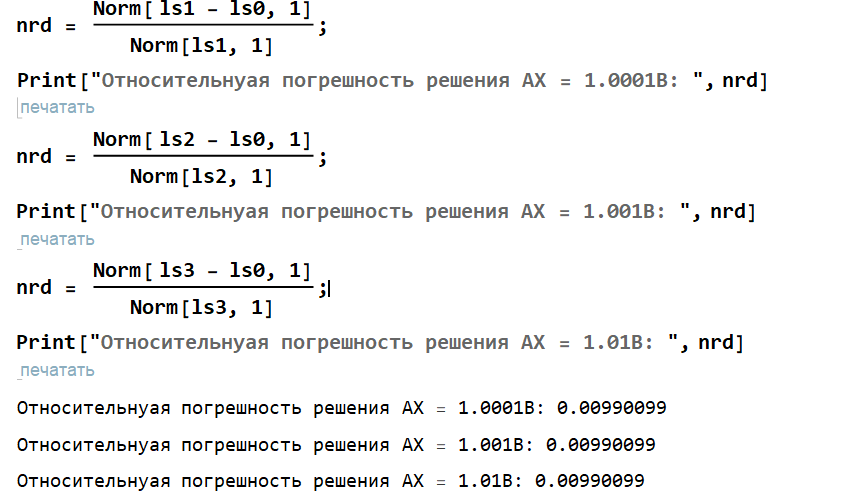 Norm[ ls1 – ls0, 1]
nrd = ;
Norm[ls1, 1]
Print["Относительнуая погрешность решения AX = 1.0001B: ", nrd]
печатать
Norm[ ls2 – ls0, 1]
nrd = ;
Norm[ls2, 1]
Print["Относительнуая погрешность решения AX = 1.001B: ", nrd]
печатать
Norm[ ls3 – ls0, 1]
nrd = ;
Norm[ls3, 1]
Print["Относительнуая погрешность решения AX = 1.01B: ", nrd]
печатать
Относительнуая погрешность решения AX = 1.0001B: 0.00990099
Относительнуая погрешность решения AX = 1.001B: 0.00990099
Относительнуая погрешность решения AX = 1.01B: 0.00990099